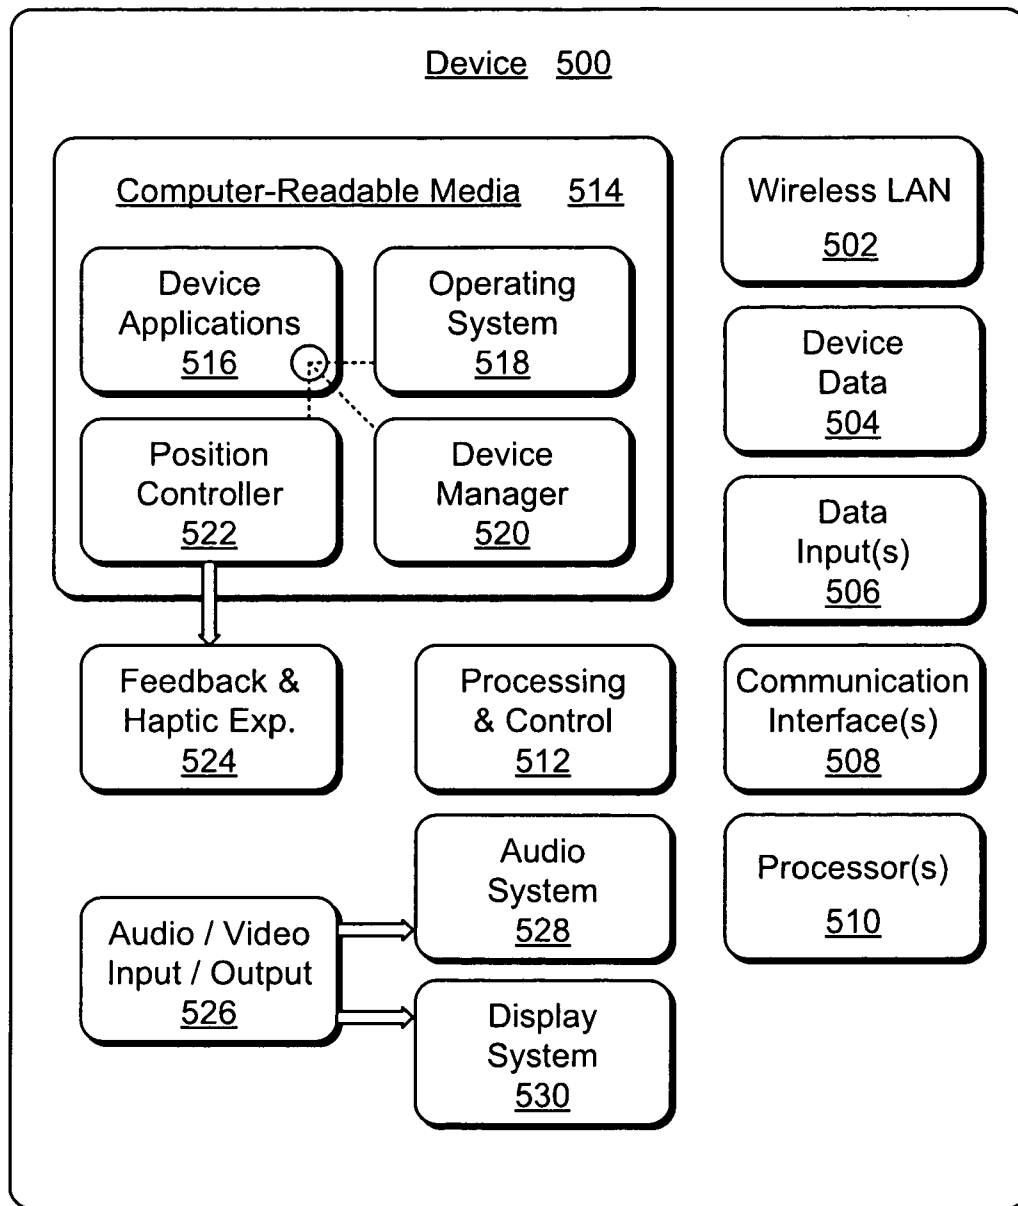 Device 500
Computer-Readable Media 514
Device
Applications
516
Operating
System
518
Position
Controller
522
Device
Manager
520
Feedback &
Haptic Exp.
524
Processing
& Control
512
Audio / Video
Input / Output
526
Audio
System
528
Display
System
530
Wireless LAN
502
Device
Data
504
Data
Input(s)
506
Communication
Interface(s)
508
Processor(s)
510